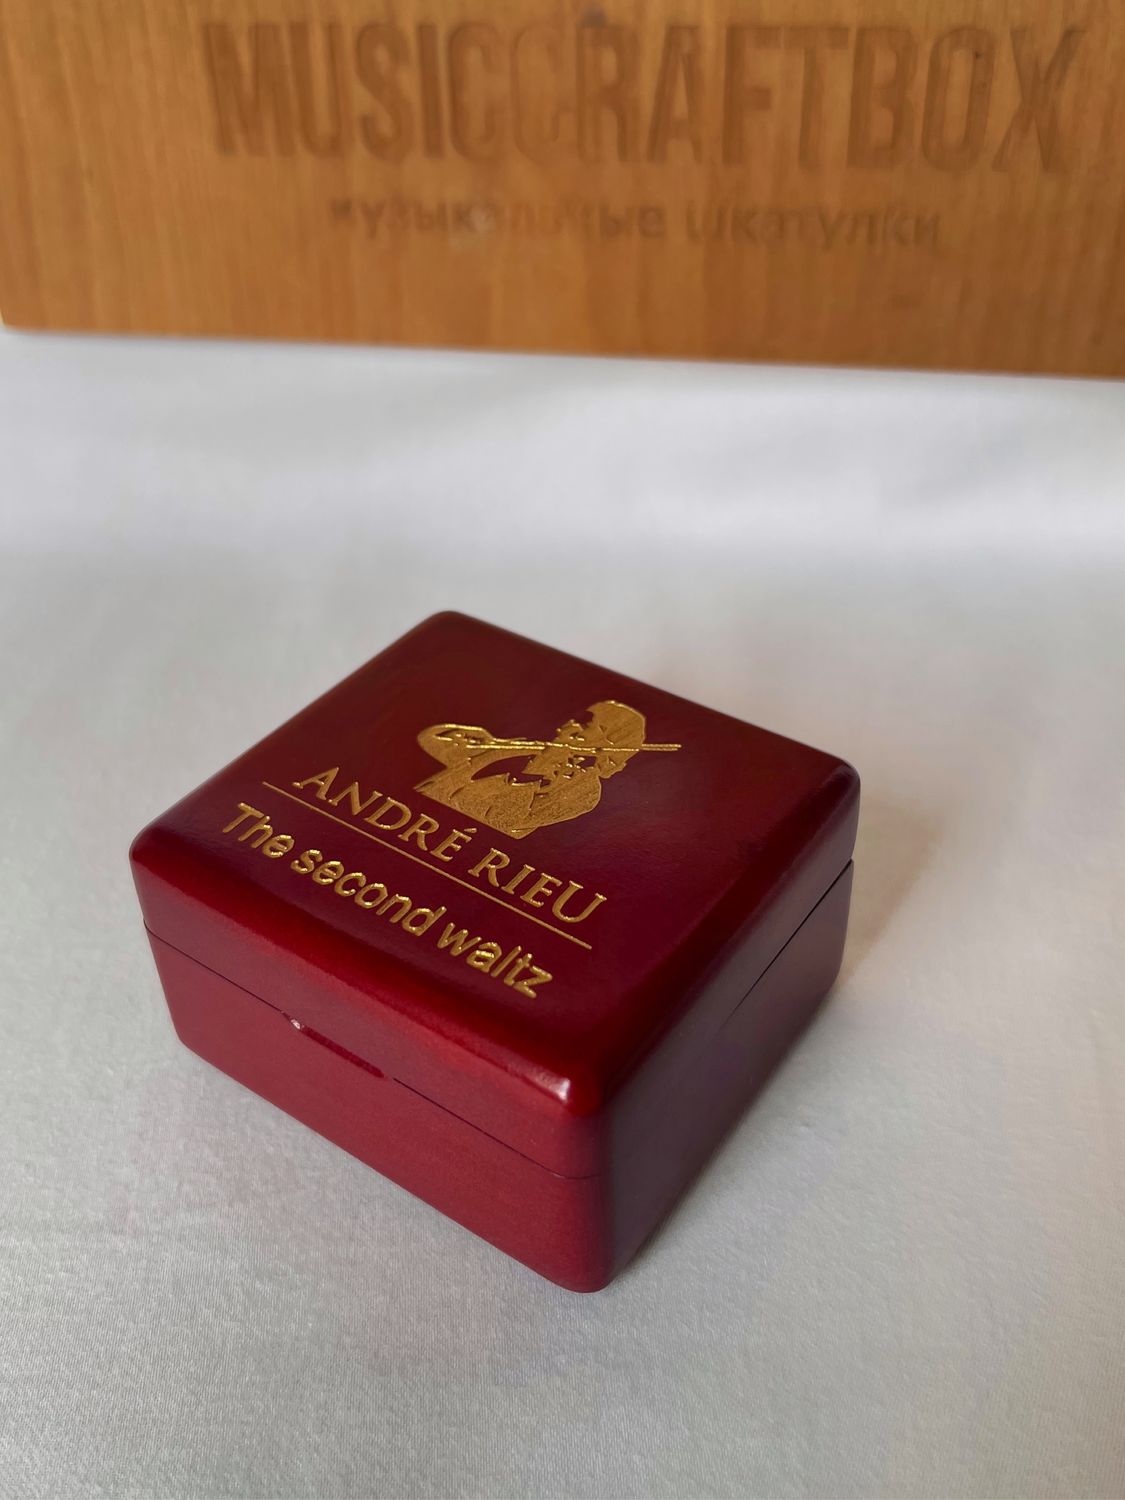 MUSICCRAFTBOX
музыкальные шкатулки
ANDRÉ RIEU
The second waltz